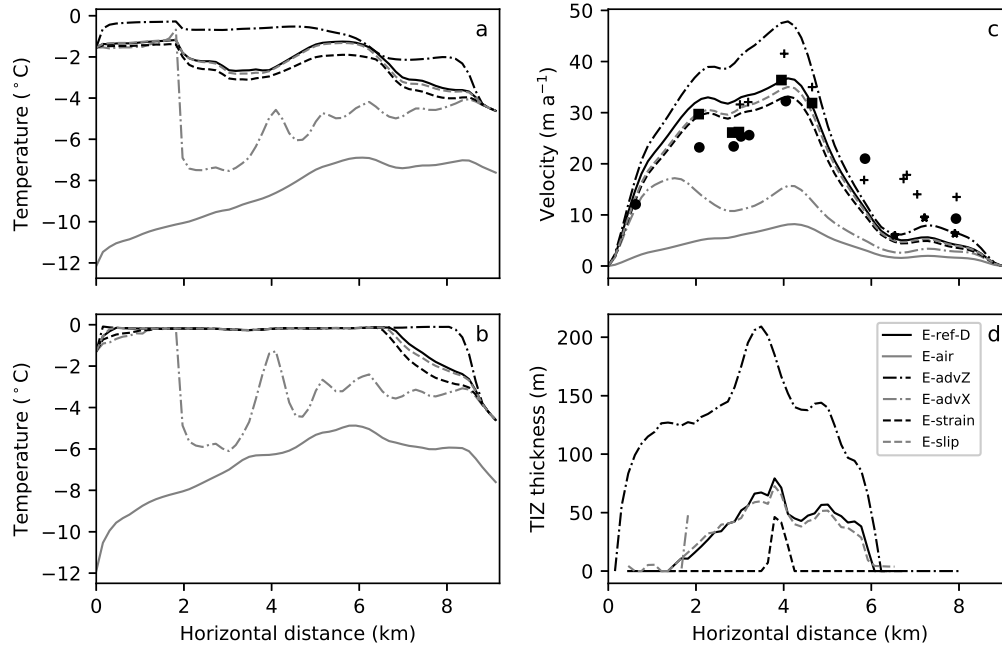 a
0
−2
−4
−6
−8
−10
−12
Temperature (°C)
b
0
−2
−4
−6
−8
−10
−12
Temperature (°C)
0 2 4 6 8
Horizontal distance (km)
c
50
40
30
20
10
0
Velocity (m a⁻¹)
d
200
150
100
50
0
TIZ thickness (m)
E-ref-D
E-air
E-advZ
E-advX
E-strain
E-slip
0 2 4 6 8
Horizontal distance (km)